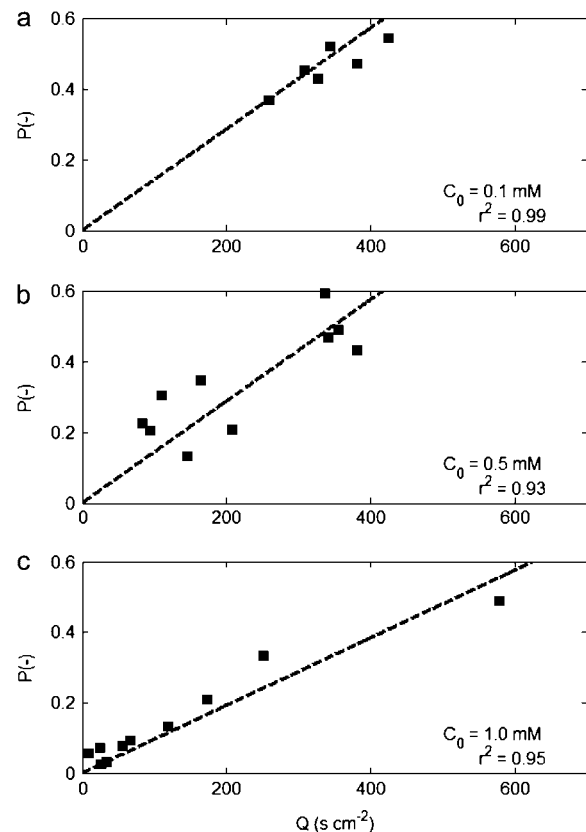 a
0.6
0.4
P(-)
0.2
0
0
200
400
600
C₀ = 0.1 mM
r² = 0.99
b
0.6
0.4
P(-)
0.2
0
0
200
400
600
C₀ = 0.5 mM
r² = 0.93
c
0.6
0.4
P(-)
0.2
0
0
200
400
600
C₀ = 1.0 mM
r² = 0.95
Q (s cm⁻²)